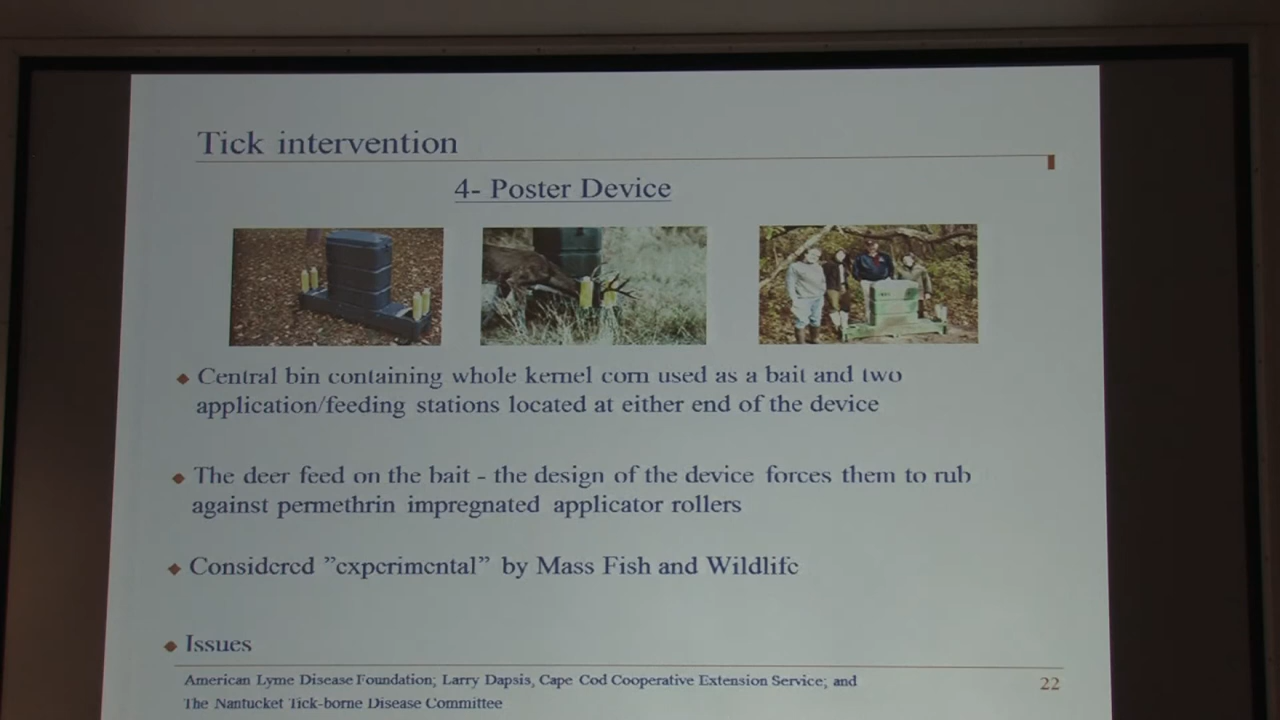 Tick intervention
4- Poster Device
Central bin containing whole kernel corn used as a bait and two
application/feeding stations located at either end of the device
The deer feed on the bait - the design of the device forces them to rub
against permethrin impregnated applicator rollers
Considered ”experimental” by Mass Fish and Wildlife
Issues
American Lyme Disease Foundation; Larry Dapsis, Cape Cod Cooperative Extension Service; and
The Nantucket Tick-borne Disease Committee
22